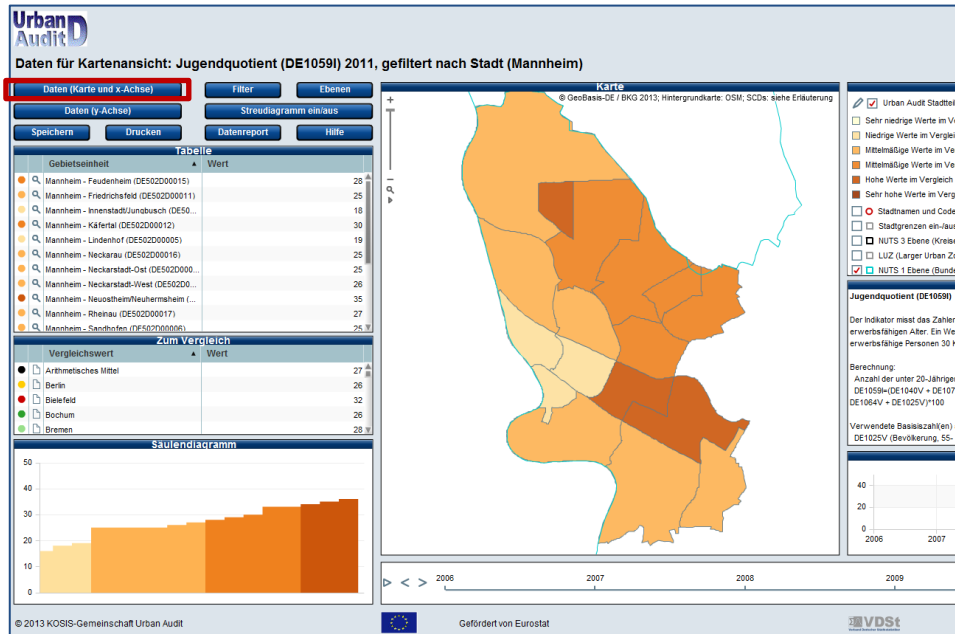 Urban
Audit D
Daten für Kartenansicht: Jugendquotient (DE1059I) 2011, gefiltert nach Stadt (Mannheim)
Daten (Karte und x-Achse)
Filter
Ebenen
Daten (y-Achse)
Streudiagramm ein/aus
Speichern
Drucken
Datenreport
Hilfe
Tabelle
Gebietseinheit Wert
Mannheim - Feudenheim (DE502D00015) 28
Mannheim - Friedrichsfeld (DE502D00011) 25
Mannheim - Innenstadt/Jungbusch (DE50... 18
Mannheim - Käfertal (DE502D00012) 30
Mannheim - Lindenhof (DE502D00005) 19
Mannheim - Neckarau (DE502D00016) 25
Mannheim - Neckarstadt-Ost (DE502D000... 25
Mannheim - Neckarstadt-West (DE502D0... 26
Mannheim - Neuostheim/Neuhermsheim (... 35
Mannheim - Rheinau (DE502D00017) 27
Mannheim - Sandhofen (DE502D00006) 25
Zum Vergleich
Vergleichswert Wert
Arithmetisches Mittel 27
Berlin 26
Bielefeld 32
Bochum 26
Bremen 28
Säulendiagramm
50
40
30
20
10
0
Karte
© GeoBasis-DE / BKG 2013; Hintergrundkarte: OSM; SCDs: siehe Erläuterung
Urban Audit Stadtteil
Sehr niedrige Werte im Ve
Niedrige Werte im Verglei
Mittelmäßige Werte im Ve
Mittelmäßige Werte im Ve
Hohe Werte im Vergleich
Sehr hohe Werte im Verg
Stadtnamen und Code
Stadtgrenzen ein-/aus
NUTS 3 Ebene (Kreise
LUZ (Larger Urban Zo
NUTS 1 Ebene (Bunde
Jugendquotient (DE1059I)
Der Indikator misst das Zahlen
erwerbsfähigen Alter. Ein We
erwerbsfähige Personen 30 K
Berechnung:
Anzahl der unter 20-Jährigen
DE1059I=(DE1040V + DE107
DE1064V + DE1025V)*100
Verwendete Basisizahl(en)
DE1025V (Bevölkerung, 55-
40
20
0
2006 2007
2006 2007 2008 2009
© 2013 KOSIS-Gemeinschaft Urban Audit
Gefördert von Eurostat
VDSt